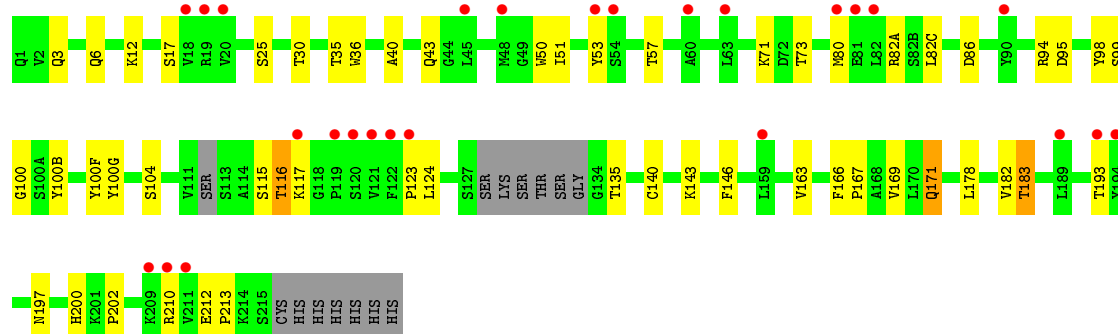 Q1 V2 Q3 Q6 K12 S17 V18 R19 V20 S25 T30 T35 W36 A40 Q43 G44 L45 M48 G49 W50 I51 Y53 S54 T57 A60 L63 K71 D72 T73 M80 E81 L82 R82A S82B L82C D86 Y90 R94 D95 Y98 S99
G100 S100A Y100B Y100F Y100G S104 V111 SER S113 A114 S115 T116 K117 G118 P119 S120 V121 F122 P123 L124 S127 SER LYS SER THR SER GLY G134 T135 C140 K143 F146 L159 V163 F166 P167 A168 V169 L170 Q171 L178 V182 T183 L189 T193 Y194
N197 H200 K201 P202 K209 R210 V211 E212 P213 K214 S215 CYS HIS HIS HIS HIS HIS HIS